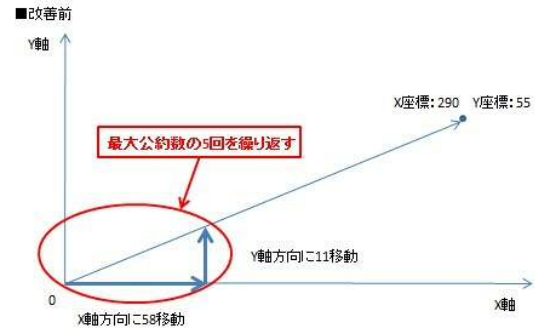 ■改善前
Y軸
X座標：290　Y座標：55
最大公約数の5回を繰り返す
Y軸方向に11移動
0
X軸
X軸方向に58移動